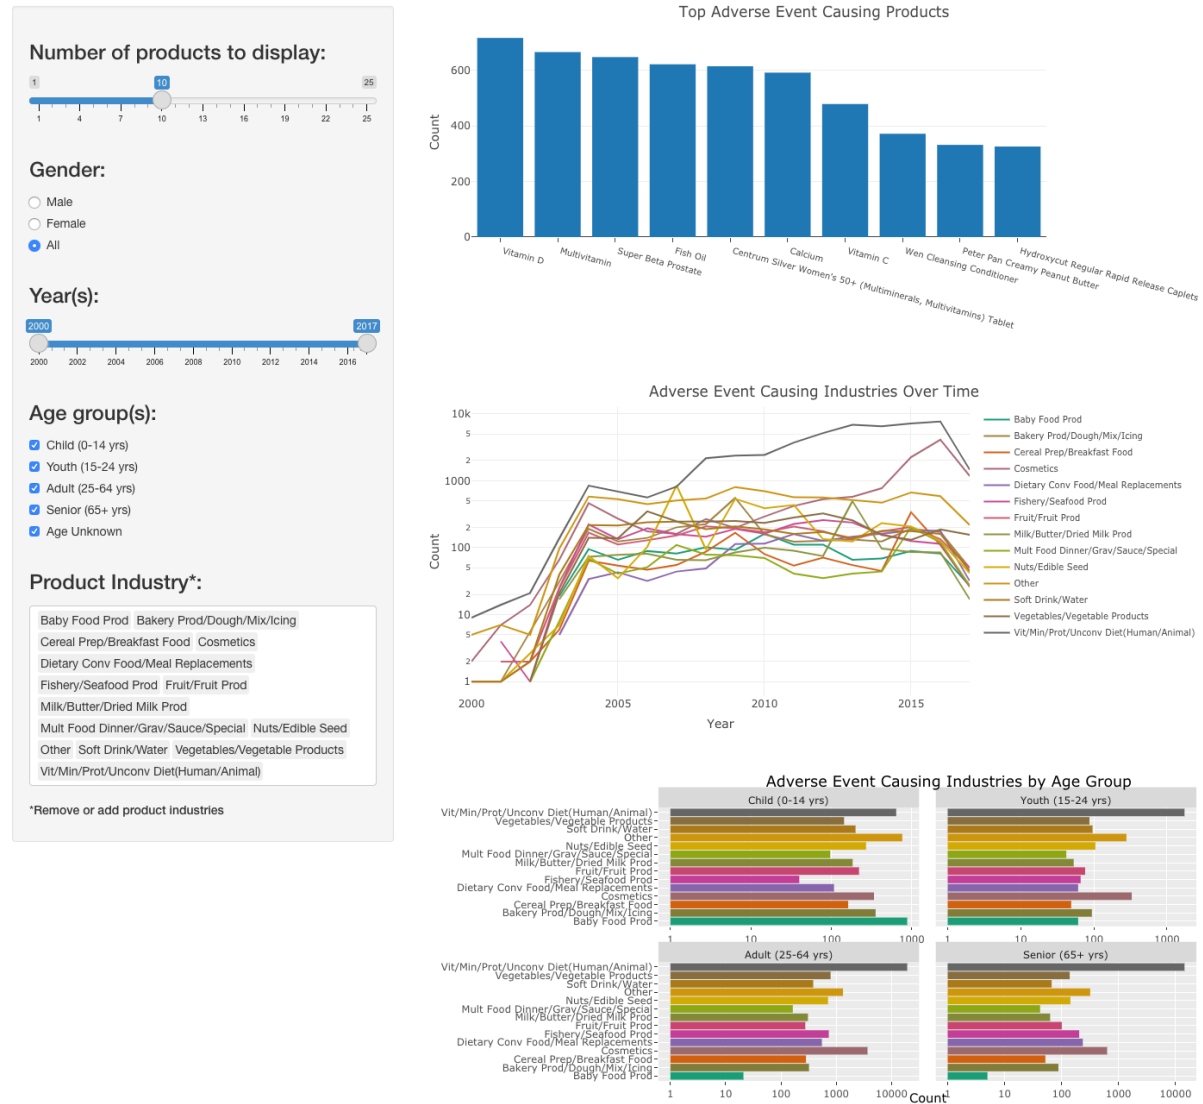 Number of products to display:
1 10 25
1 4 7 10 13 16 19 22 25
Gender:
Male
Female
All
Year(s):
2000 2017
2000 2002 2004 2006 2008 2010 2012 2014 2016
Age group(s):
Child (0-14 yrs)
Youth (15-24 yrs)
Adult (25-64 yrs)
Senior (65+ yrs)
Age Unknown
Product Industry*:
Baby Food Prod Bakery Prod/Dough/Mix/Icing
Cereal Prep/Breakfast Food Cosmetics
Dietary Conv Food/Meal Replacements
Fishery/Seafood Prod Fruit/Fruit Prod
Milk/Butter/Dried Milk Prod
Mult Food Dinner/Grav/Sauce/Special Nuts/Edible Seed
Other Soft Drink/Water Vegetables/Vegetable Products
Vit/Min/Prot/Unconv Diet(Human/Animal)
*Remove or add product industries
Top Adverse Event Causing Products
Count
600
400
200
0
Vitamin D
Multivitamin
Super Beta Prostate
Fish Oil
Centrum Silver Women's 50+ (Multiminerals, Multivitamins) Tablet
Calcium
Vitamin C
Wen Cleansing Conditioner
Peter Pan Creamy Peanut Butter
Hydroxycut Regular Rapid Release Caplets
Adverse Event Causing Industries Over Time
Count
10k
5
2
1000
5
2
100
5
2
10
5
2
1
2000 2005 2010 2015
Year
Baby Food Prod
Bakery Prod/Dough/Mix/Icing
Cereal Prep/Breakfast Food
Cosmetics
Dietary Conv Food/Meal Replacements
Fishery/Seafood Prod
Fruit/Fruit Prod
Milk/Butter/Dried Milk Prod
Mult Food Dinner/Grav/Sauce/Special
Nuts/Edible Seed
Other
Soft Drink/Water
Vegetables/Vegetable Products
Vit/Min/Prot/Unconv Diet(Human/Animal)
Adverse Event Causing Industries by Age Group
Child (0-14 yrs) Youth (15-24 yrs)
Vit/Min/Prot/Unconv Diet(Human/Animal)
Vegetables/Vegetable Products
Soft Drink/Water
Other
Nuts/Edible Seed
Mult Food Dinner/Grav/Sauce/Special
Milk/Butter/Dried Milk Prod
Fruit/Fruit Prod
Fishery/Seafood Prod
Dietary Conv Food/Meal Replacements
Cosmetics
Cereal Prep/Breakfast Food
Bakery Prod/Dough/Mix/Icing
Baby Food Prod
1 10 100 1000 1 10 100 1000
Adult (25-64 yrs) Senior (65+ yrs)
Vit/Min/Prot/Unconv Diet(Human/Animal)
Vegetables/Vegetable Products
Soft Drink/Water
Other
Nuts/Edible Seed
Mult Food Dinner/Grav/Sauce/Special
Milk/Butter/Dried Milk Prod
Fruit/Fruit Prod
Fishery/Seafood Prod
Dietary Conv Food/Meal Replacements
Cosmetics
Cereal Prep/Breakfast Food
Bakery Prod/Dough/Mix/Icing
Baby Food Prod
1 10 100 1000 10000 1 10 100 1000 10000
Count